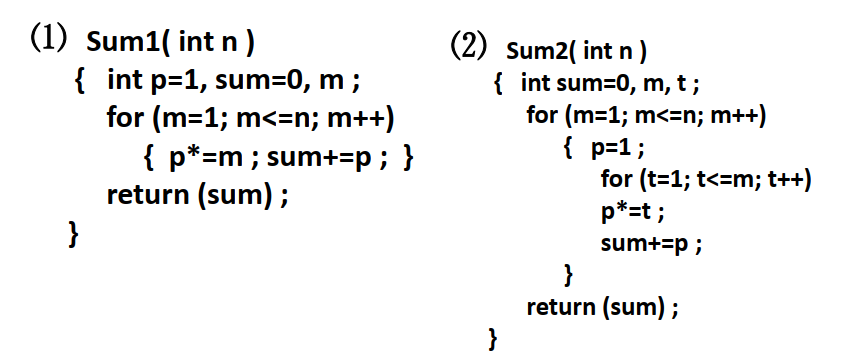 (1) Sum1( int n )
{ int p=1, sum=0, m ;
for (m=1; m<=n; m++)
{ p*=m ; sum+=p ; }
return (sum) ;
}
(2) Sum2( int n )
{ int sum=0, m, t ;
for (m=1; m<=n; m++)
{ p=1 ;
for (t=1; t<=m; t++)
p*=t ;
sum+=p ;
}
return (sum) ;
}